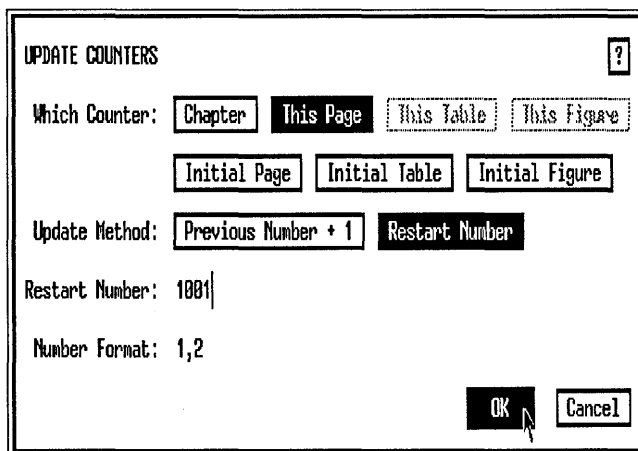 UPDATE COUNTERS ?
Which Counter: Chapter This Page This Table This Figure
Initial Page Initial Table Initial Figure
Update Method: Previous Number + 1 Restart Number
Restart Number: 1001
Number Format: 1,2
OK Cancel